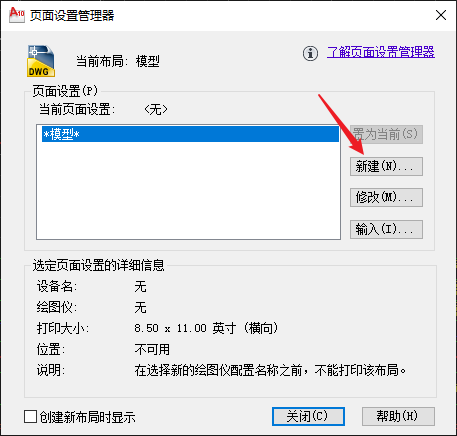 页面设置管理器
DWG
当前布局: 模型
了解页面设置管理器
页面设置(P)
当前页面设置: <无>
*模型*
置为当前(S)
新建(N)...
修改(M)...
输入(I)...
选定页面设置的详细信息
设备名: 无
绘图仪: 无
打印大小: 8.50 x 11.00 英寸 (横向)
位置: 不可用
说明: 在选择新的绘图仪配置名称之前，不能打印该布局。
创建新布局时显示
关闭(C)
帮助(H)